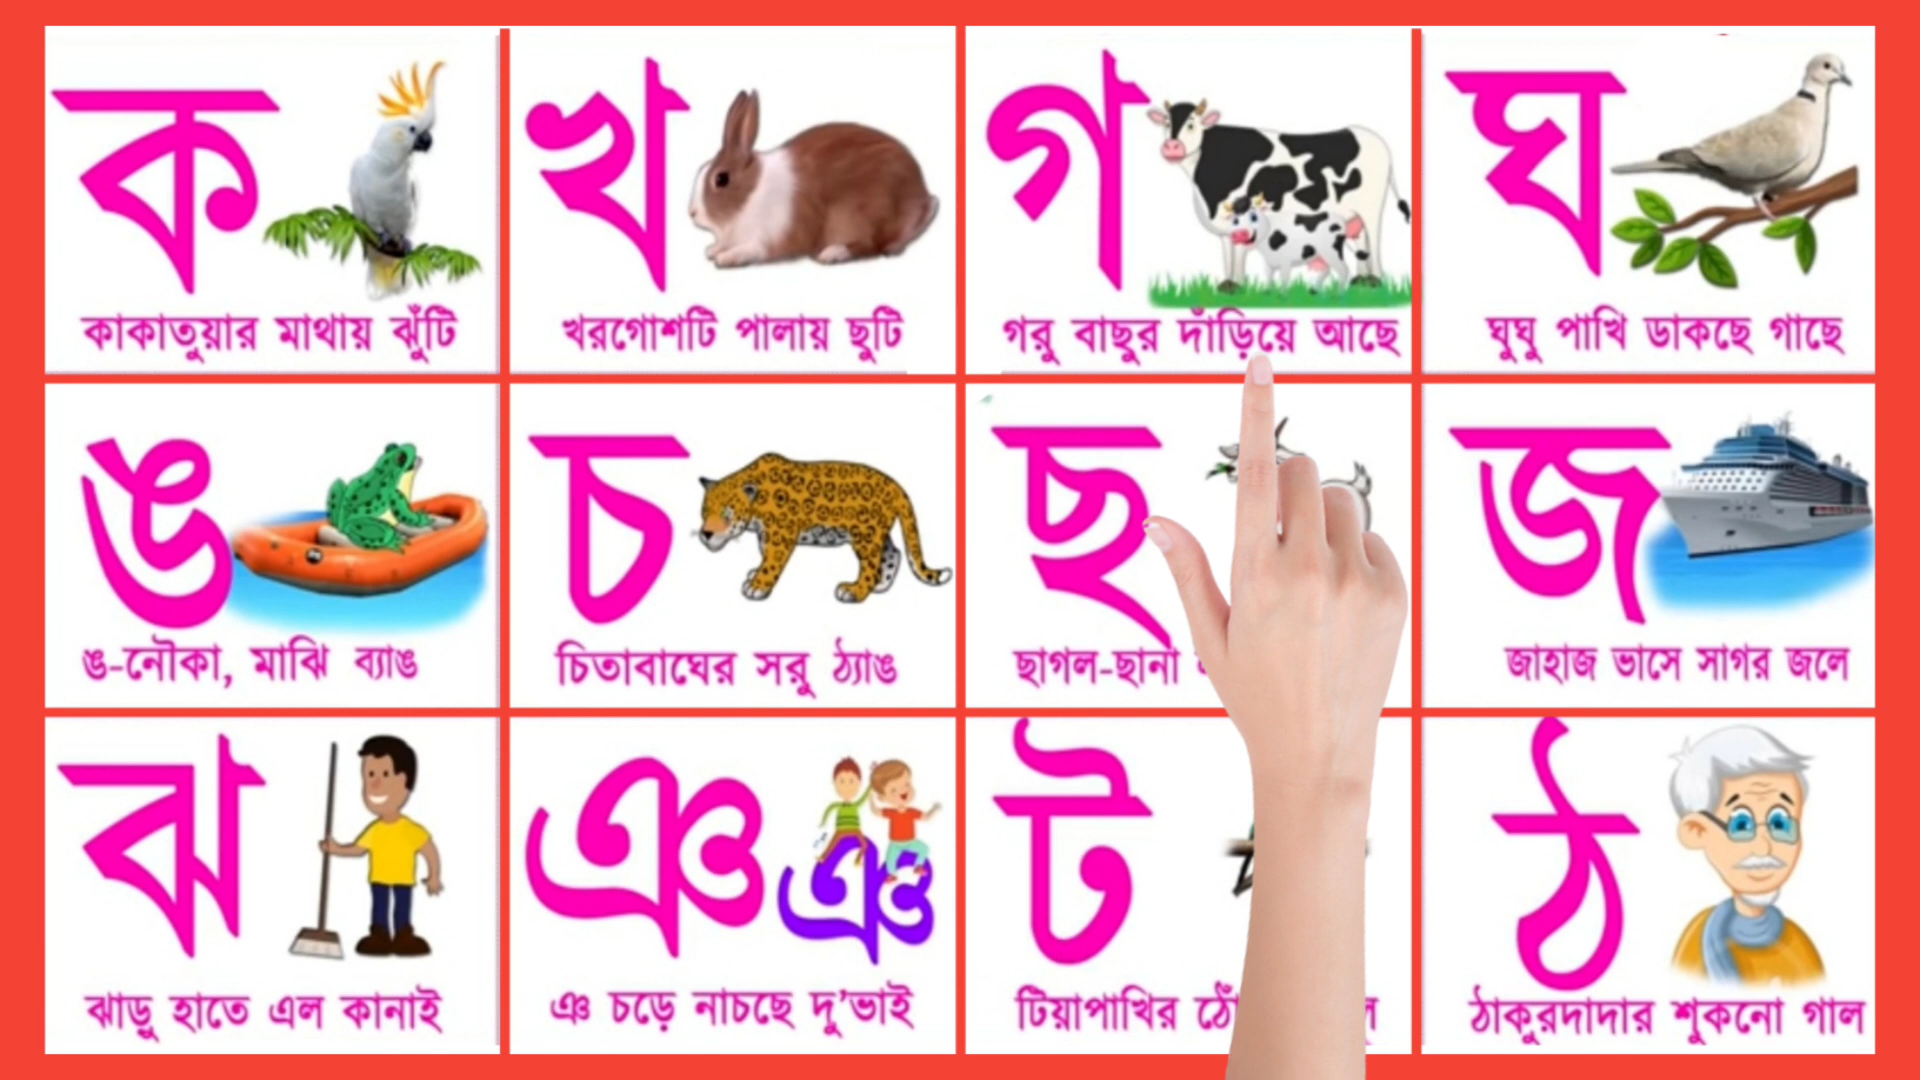 ক
কাকাতুয়ার মাথায় ঝুঁটি
খ
খরগোশটি পালায় ছুটি
গ
গরু বাছুর দাঁড়িয়ে আছে
ঘ
ঘুঘু পাখি ডাকছে গাছে
ঙ
ঙ-নৌকা, মাঝি ব্যাঙ
চ
চিতাবাঘের সরু ঠ্যাঙ
ছ
ছাগল-ছানা
জ
জাহাজ ভাসে সাগর জলে
ঝ
ঝাড়ু হাতে এল কানাই
ঞ
ঞ
ঞ চড়ে নাচছে দু’ভাই
ট
টিয়াপাখির
ঠ
ঠাকুরদাদার শুকনো গাল